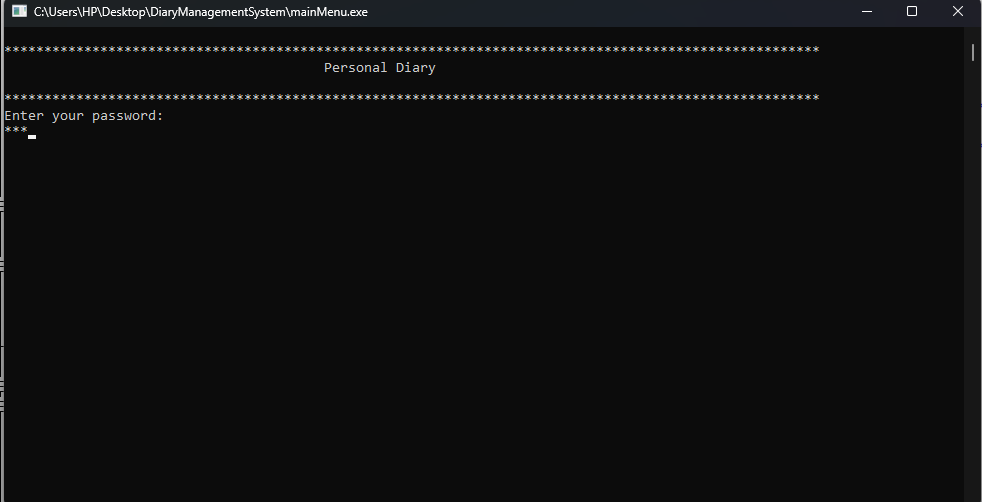 C:\Users\HP\Desktop\DiaryManagementSystem\mainMenu.exe
******************************************************************************************************
Personal Diary
******************************************************************************************************
Enter your password:
***